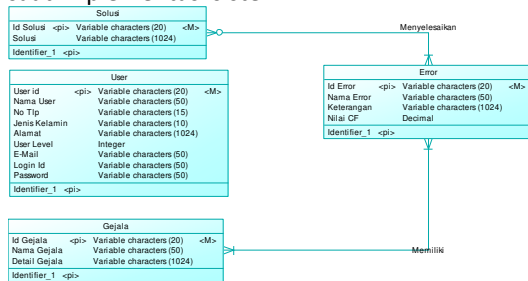 Solusi
Id Solusi <pi> Variable characters (20) <M>
Solusi Variable characters (1024)
Identifier_1 <pi>
Menyelesaikan
User
User id <pi> Variable characters (20) <M>
Nama User Variable characters (50)
No Tlp Variable characters (15)
Jenis Kelamin Variable characters (10)
Alamat Variable characters (1024)
User Level Integer
E-Mail Variable characters (50)
Login Id Variable characters (50)
Password Variable characters (50)
Identifier_1 <pi>
Error
Id Error <pi> Variable characters (20) <M>
Nama Error Variable characters (50)
Keterangan Variable characters (1024)
Nilai CF Decimal
Identifier_1 <pi>
Gejala
Id Gejala <pi> Variable characters (20) <M>
Nama Gejala Variable characters (50)
Detail Gejala Variable characters (1024)
Identifier_1 <pi>
Memiliki